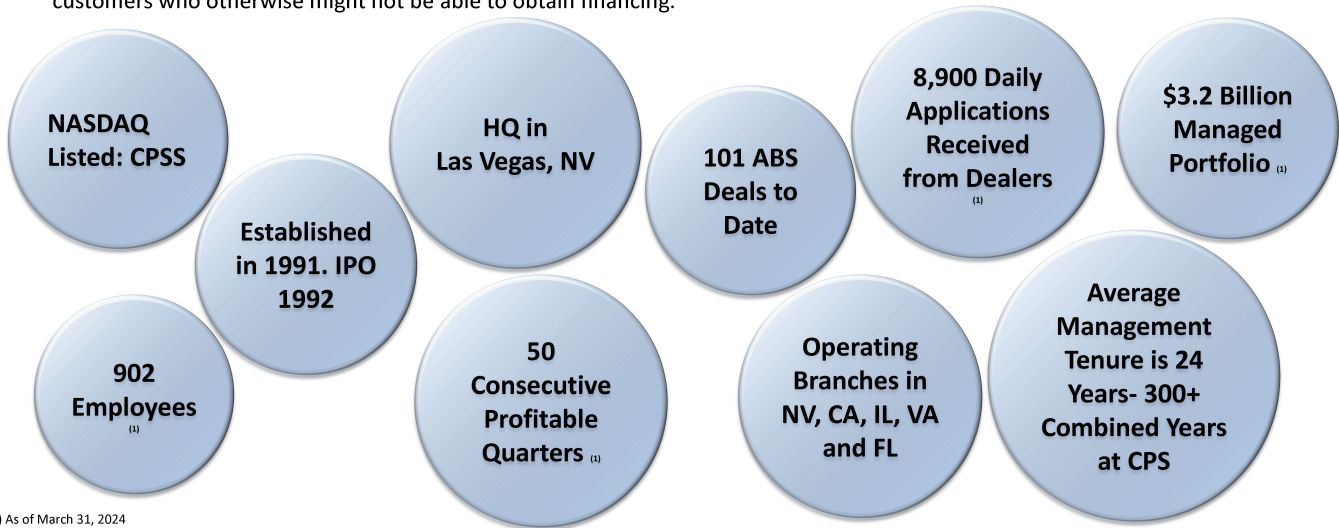 customers who otherwise might not be able to obtain financing.
NASDAQ
Listed: CPSS
Established
in 1991. IPO
1992
902
Employees
(1)
HQ in
Las Vegas, NV
50
Consecutive
Profitable
Quarters (1)
101 ABS
Deals to
Date
8,900 Daily
Applications
Received
from Dealers
(1)
$3.2 Billion
Managed
Portfolio (1)
Operating
Branches in
NV, CA, IL, VA
and FL
Average
Management
Tenure is 24
Years- 300+
Combined Years
at CPS
) As of March 31, 2024